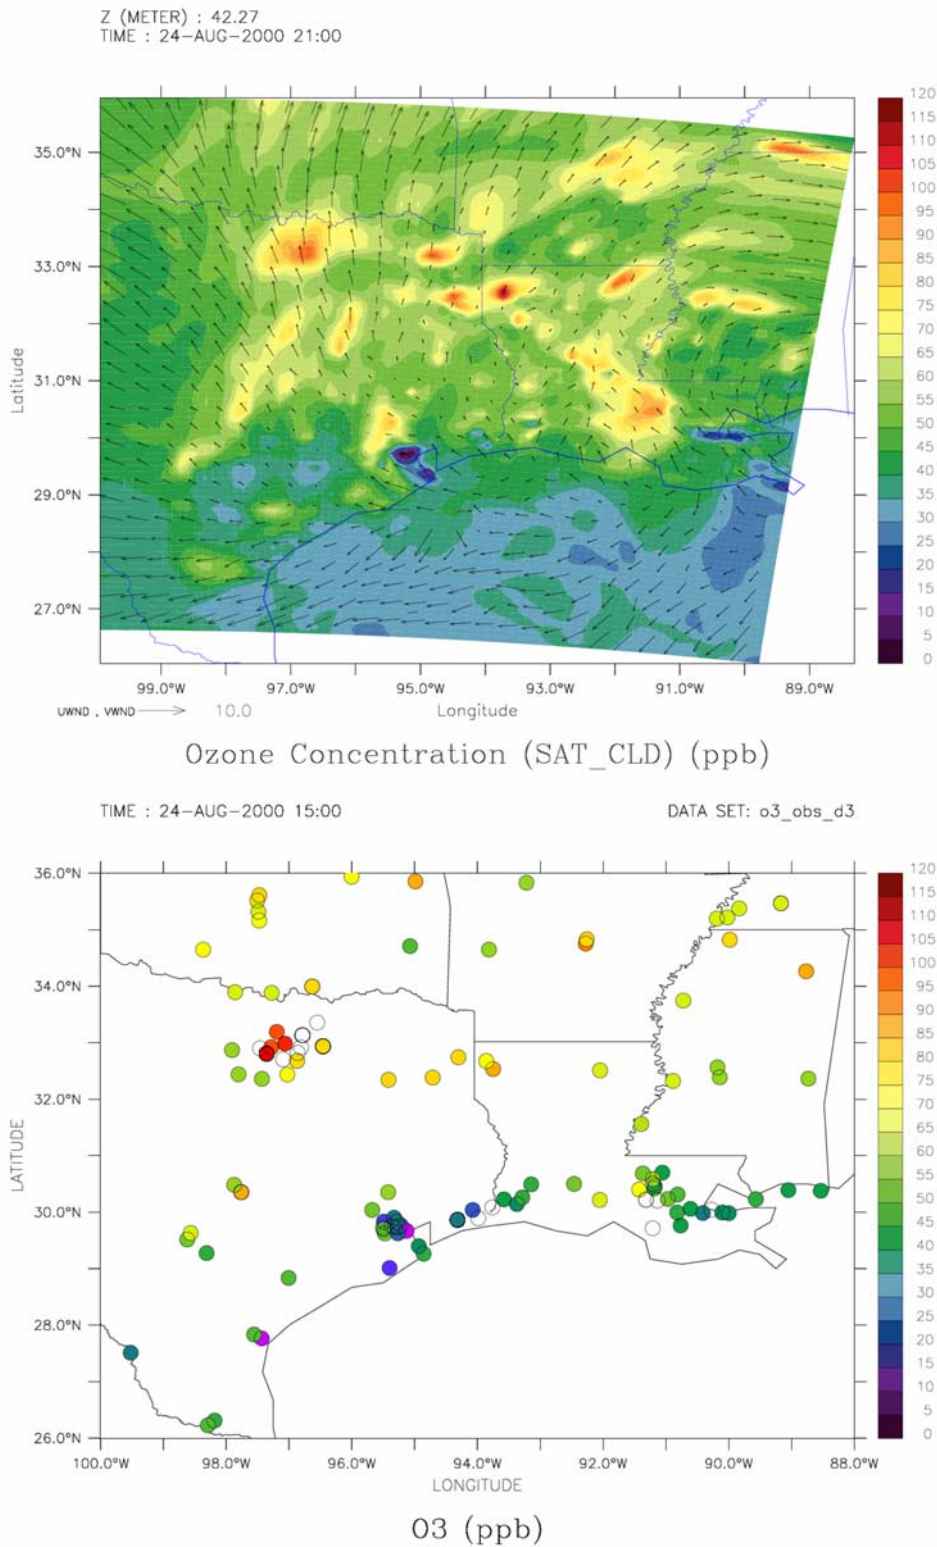 Z (METER) : 42.27
TIME : 24-AUG-2000 21:00
120
115
110
105
100
95
90
85
80
75
70
65
60
55
50
45
40
35
30
25
20
15
10
5
0
35.0°N
33.0°N
31.0°N
29.0°N
27.0°N
Latitude
99.0°W 97.0°W 95.0°W 93.0°W 91.0°W 89.0°W
UWND , VWND 10.0 Longitude
Ozone Concentration (SAT_CLD) (ppb)
TIME : 24-AUG-2000 15:00 DATA SET: o3_obs_d3
120
115
110
105
100
95
90
85
80
75
70
65
60
55
50
45
40
35
30
25
20
15
10
5
0
36.0°N
34.0°N
32.0°N
30.0°N
28.0°N
26.0°N
LATITUDE
100.0°W 98.0°W 96.0°W 94.0°W 92.0°W 90.0°W 88.0°W
LONGITUDE
O3 (ppb)